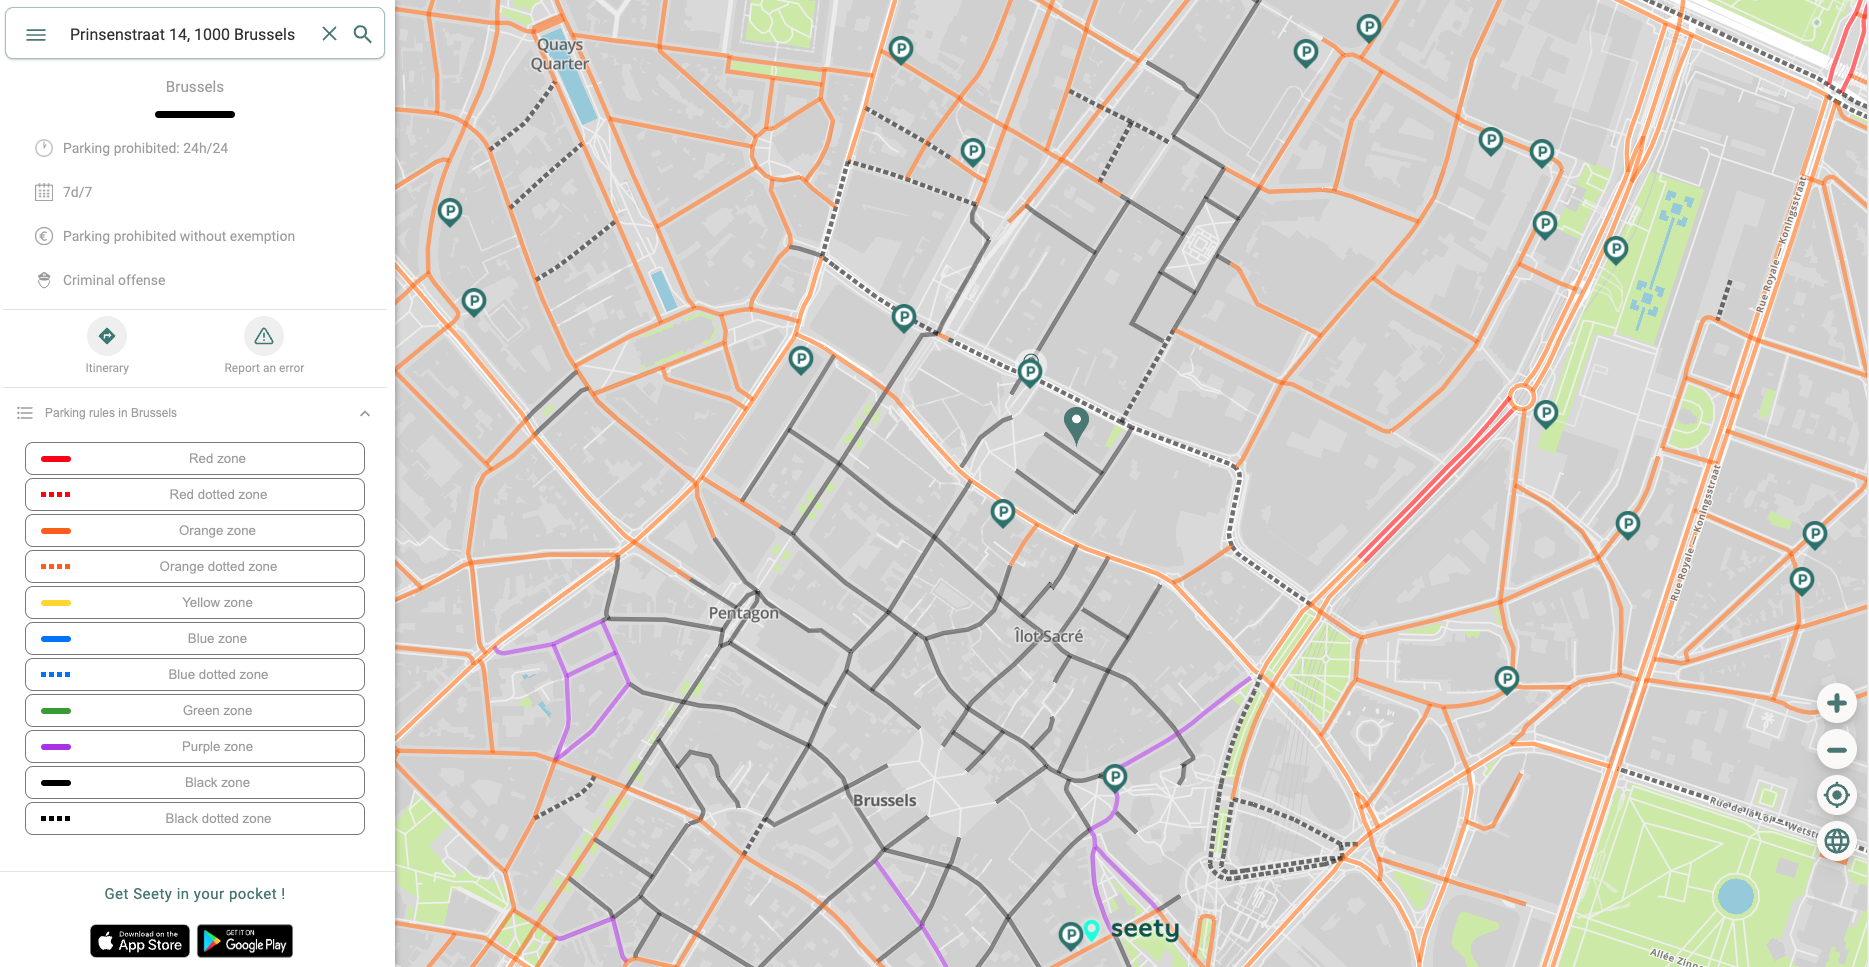 Prinsenstraat 14, 1000 Brussels
Brussels
Parking prohibited: 24h/24
7d/7
Parking prohibited without exemption
Criminal offense
Itinerary
Report an error
Parking rules in Brussels
Red zone
Red dotted zone
Orange zone
Orange dotted zone
Yellow zone
Blue zone
Blue dotted zone
Green zone
Purple zone
Black zone
Black dotted zone
Get Seety in your pocket !
Download on the
App Store
GET IT ON
Google Play
Quays
Quarter
Rue Royale — Koningsstraat
Rue Royale — Koningsstraat
Pentagon
Îlot Sacré
Brussels
Rue de la Loi — Wetstr
Allée Zinne
seety